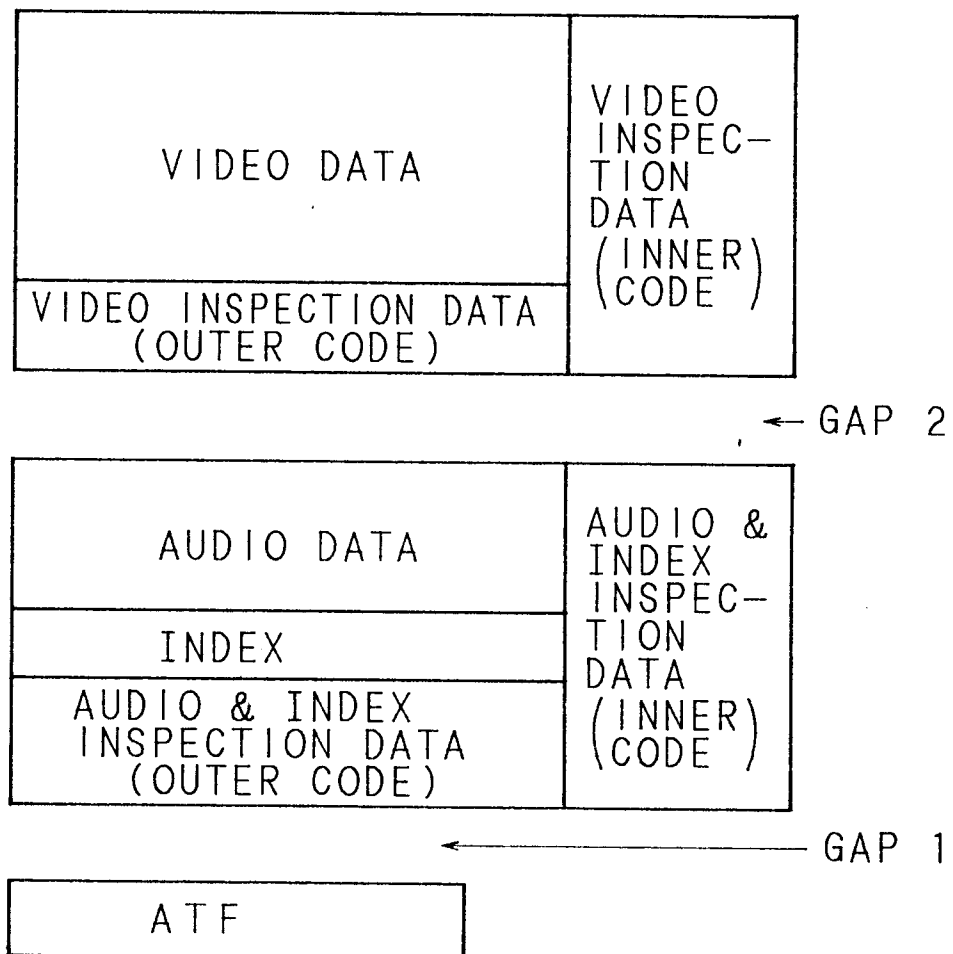 VIDEO DATA
VIDEO INSPECTION DATA
(OUTER CODE)
VIDEO
INSPEC-
TION
DATA
(INNER
CODE)
← GAP 2
AUDIO DATA
INDEX
AUDIO & INDEX
INSPECTION DATA
(OUTER CODE)
AUDIO &
INDEX
INSPEC-
TION
DATA
(INNER
CODE)
← GAP 1
ATF